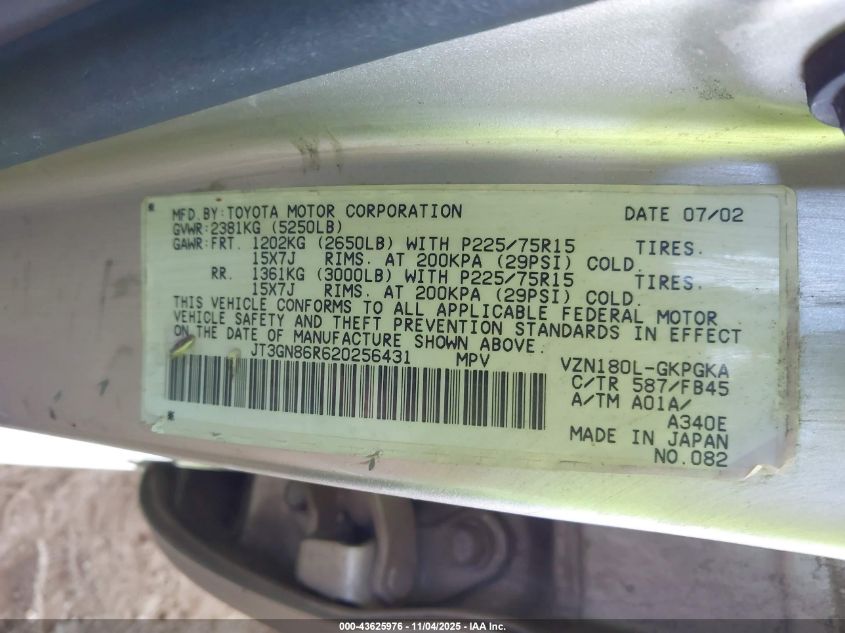 MFD.BY:TOYOTA MOTOR CORPORATION DATE 07/02
GVWR:2381KG (5250LB)
GAWR:FRT. 1202KG (2650LB) WITH P225/75R15 TIRES.
15X7J RIMS. AT 200KPA (29PSI) COLD.
RR. 1361KG (3000LB) WITH P225/75R15 TIRES.
15X7J RIMS. AT 200KPA (29PSI) COLD.
THIS VEHICLE CONFORMS TO ALL APPLICABLE FEDERAL MOTOR
VEHICLE SAFETY AND THEFT PREVENTION STANDARDS IN EFFECT
ON THE DATE OF MANUFACTURE SHOWN ABOVE.
JT3GN86R620256431 MPV VZN180L-GKPGKA
C/TR 587/FB45
A/TM A01A/
A340E
MADE IN JAPAN
NO.082
000-43625976 - 11/04/2025 - IAA Inc.